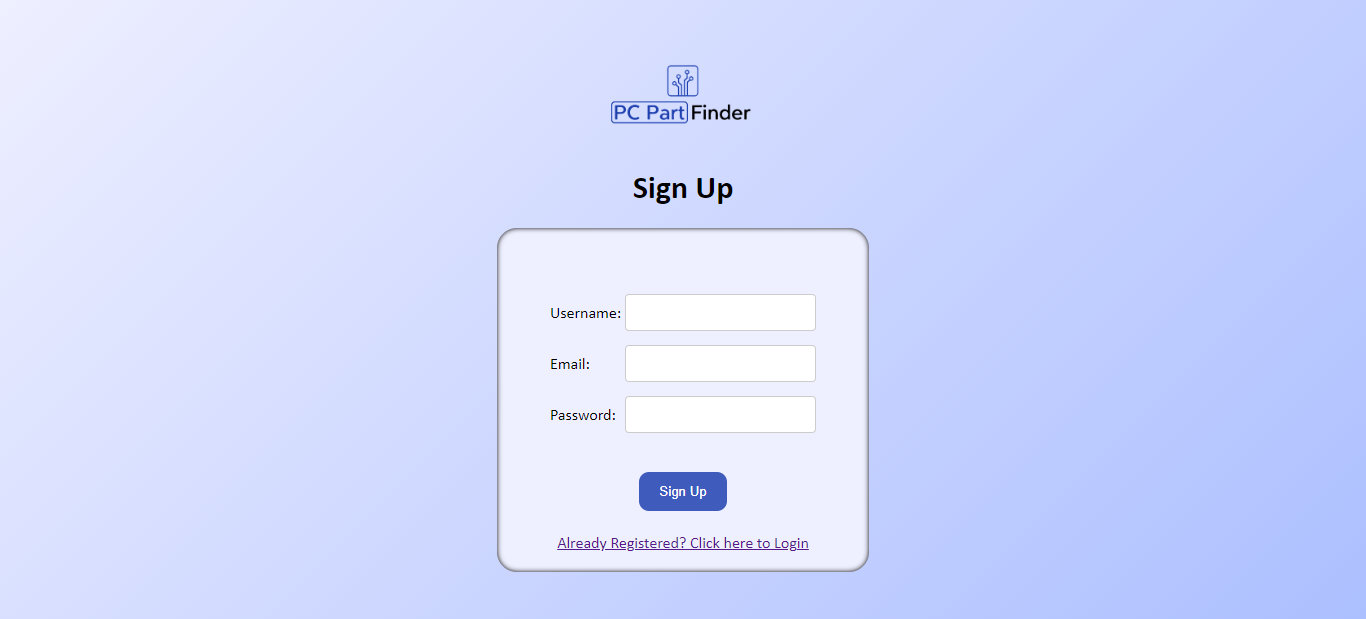 PC Part Finder
Sign Up
Username:
Email:
Password:
Sign Up
Already Registered? Click here to Login